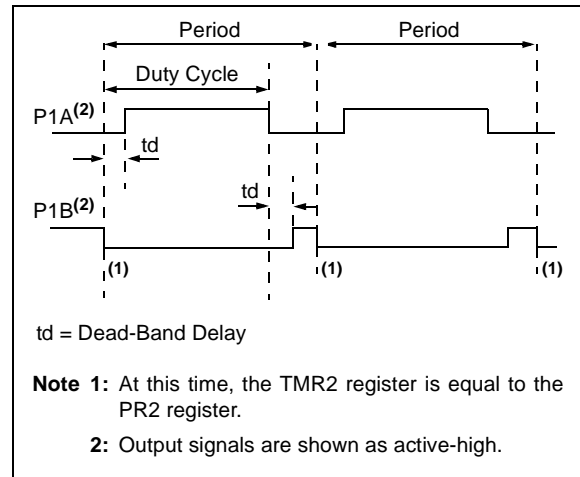 Period Period
Duty Cycle
P1A(2)
td
td
P1B(2)
(1) (1) (1)
td = Dead-Band Delay
Note 1: At this time, the TMR2 register is equal to the
PR2 register.
2: Output signals are shown as active-high.